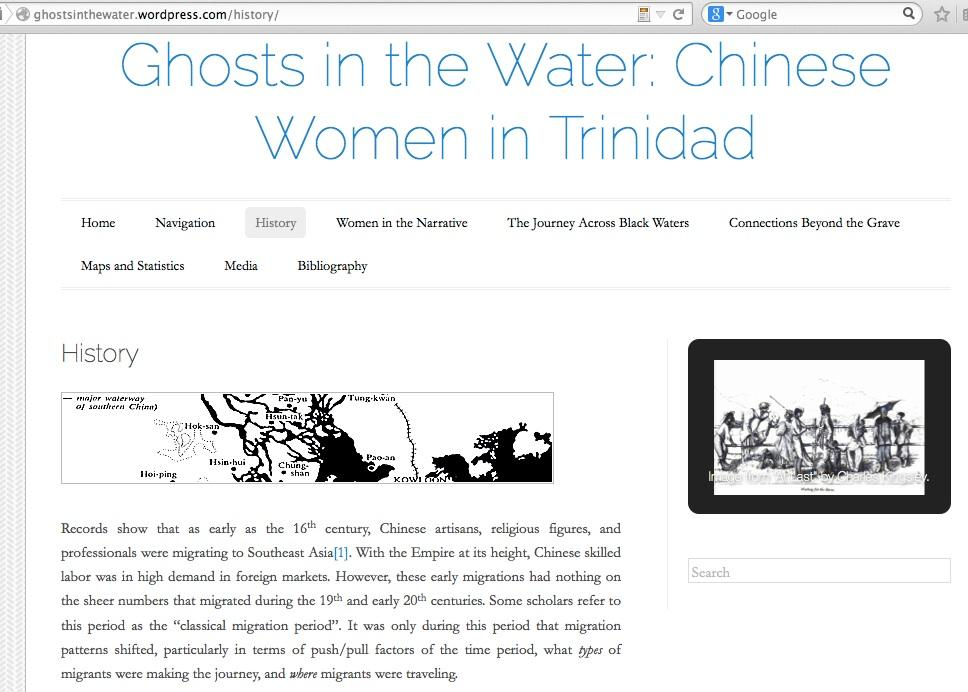 ghostsinthewater.wordpress.com/history/
Google
Ghosts in the Water: Chinese
Women in Trinidad
Home Navigation History Women in the Narrative The Journey Across Black Waters Connections Beyond the Grave
Maps and Statistics Media Bibliography
History
major waterway
of southern China)
Pan-yu
Tung-kwan
Hsun-tak
Hok-san
Pao-an
Hsin-hui
Chung-
shan
Hoi-ping
KOWLOON
Records show that as early as the 16th century, Chinese artisans, religious figures, and
professionals were migrating to Southeast Asia[1]. With the Empire at its height, Chinese skilled
labor was in high demand in foreign markets. However, these early migrations had nothing on
the sheer numbers that migrated during the 19th and early 20th centuries. Some scholars refer to
this period as the “classical migration period”. It was only during this period that migration
patterns shifted, particularly in terms of push/pull factors of the time period, what types of
migrants were making the journey, and where migrants were traveling.
Image from "At Last" by Charles Kingsley.
Search